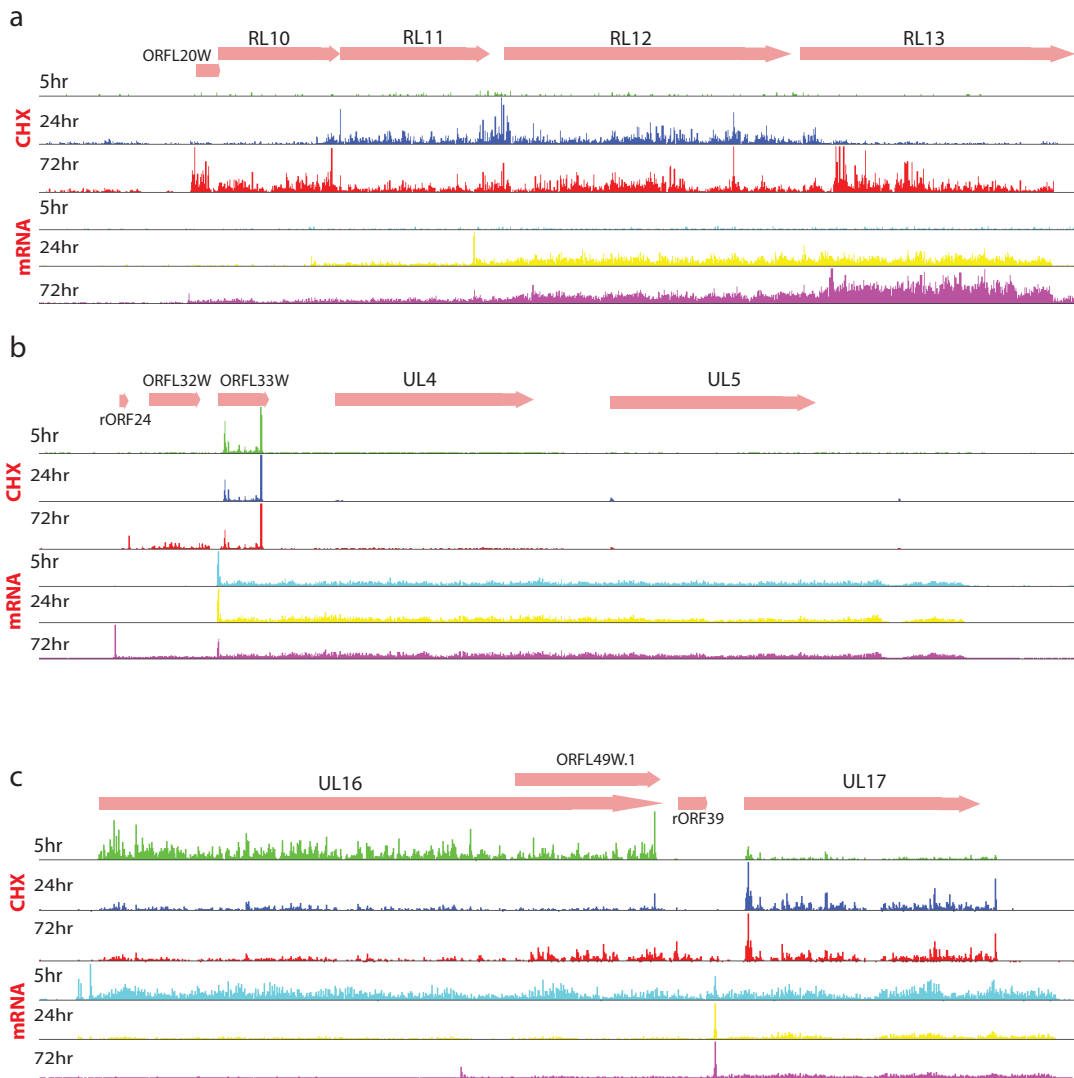 a
ORFL20W RL10 RL11 RL12 RL13
CHX
5hr
24hr
72hr
mRNA
5hr
24hr
72hr
b
rORF24 ORFL32W ORFL33W UL4 UL5
CHX
5hr
24hr
72hr
mRNA
5hr
24hr
72hr
c
UL16 ORFL49W.1 rORF39 UL17
CHX
5hr
24hr
72hr
mRNA
5hr
24hr
72hr